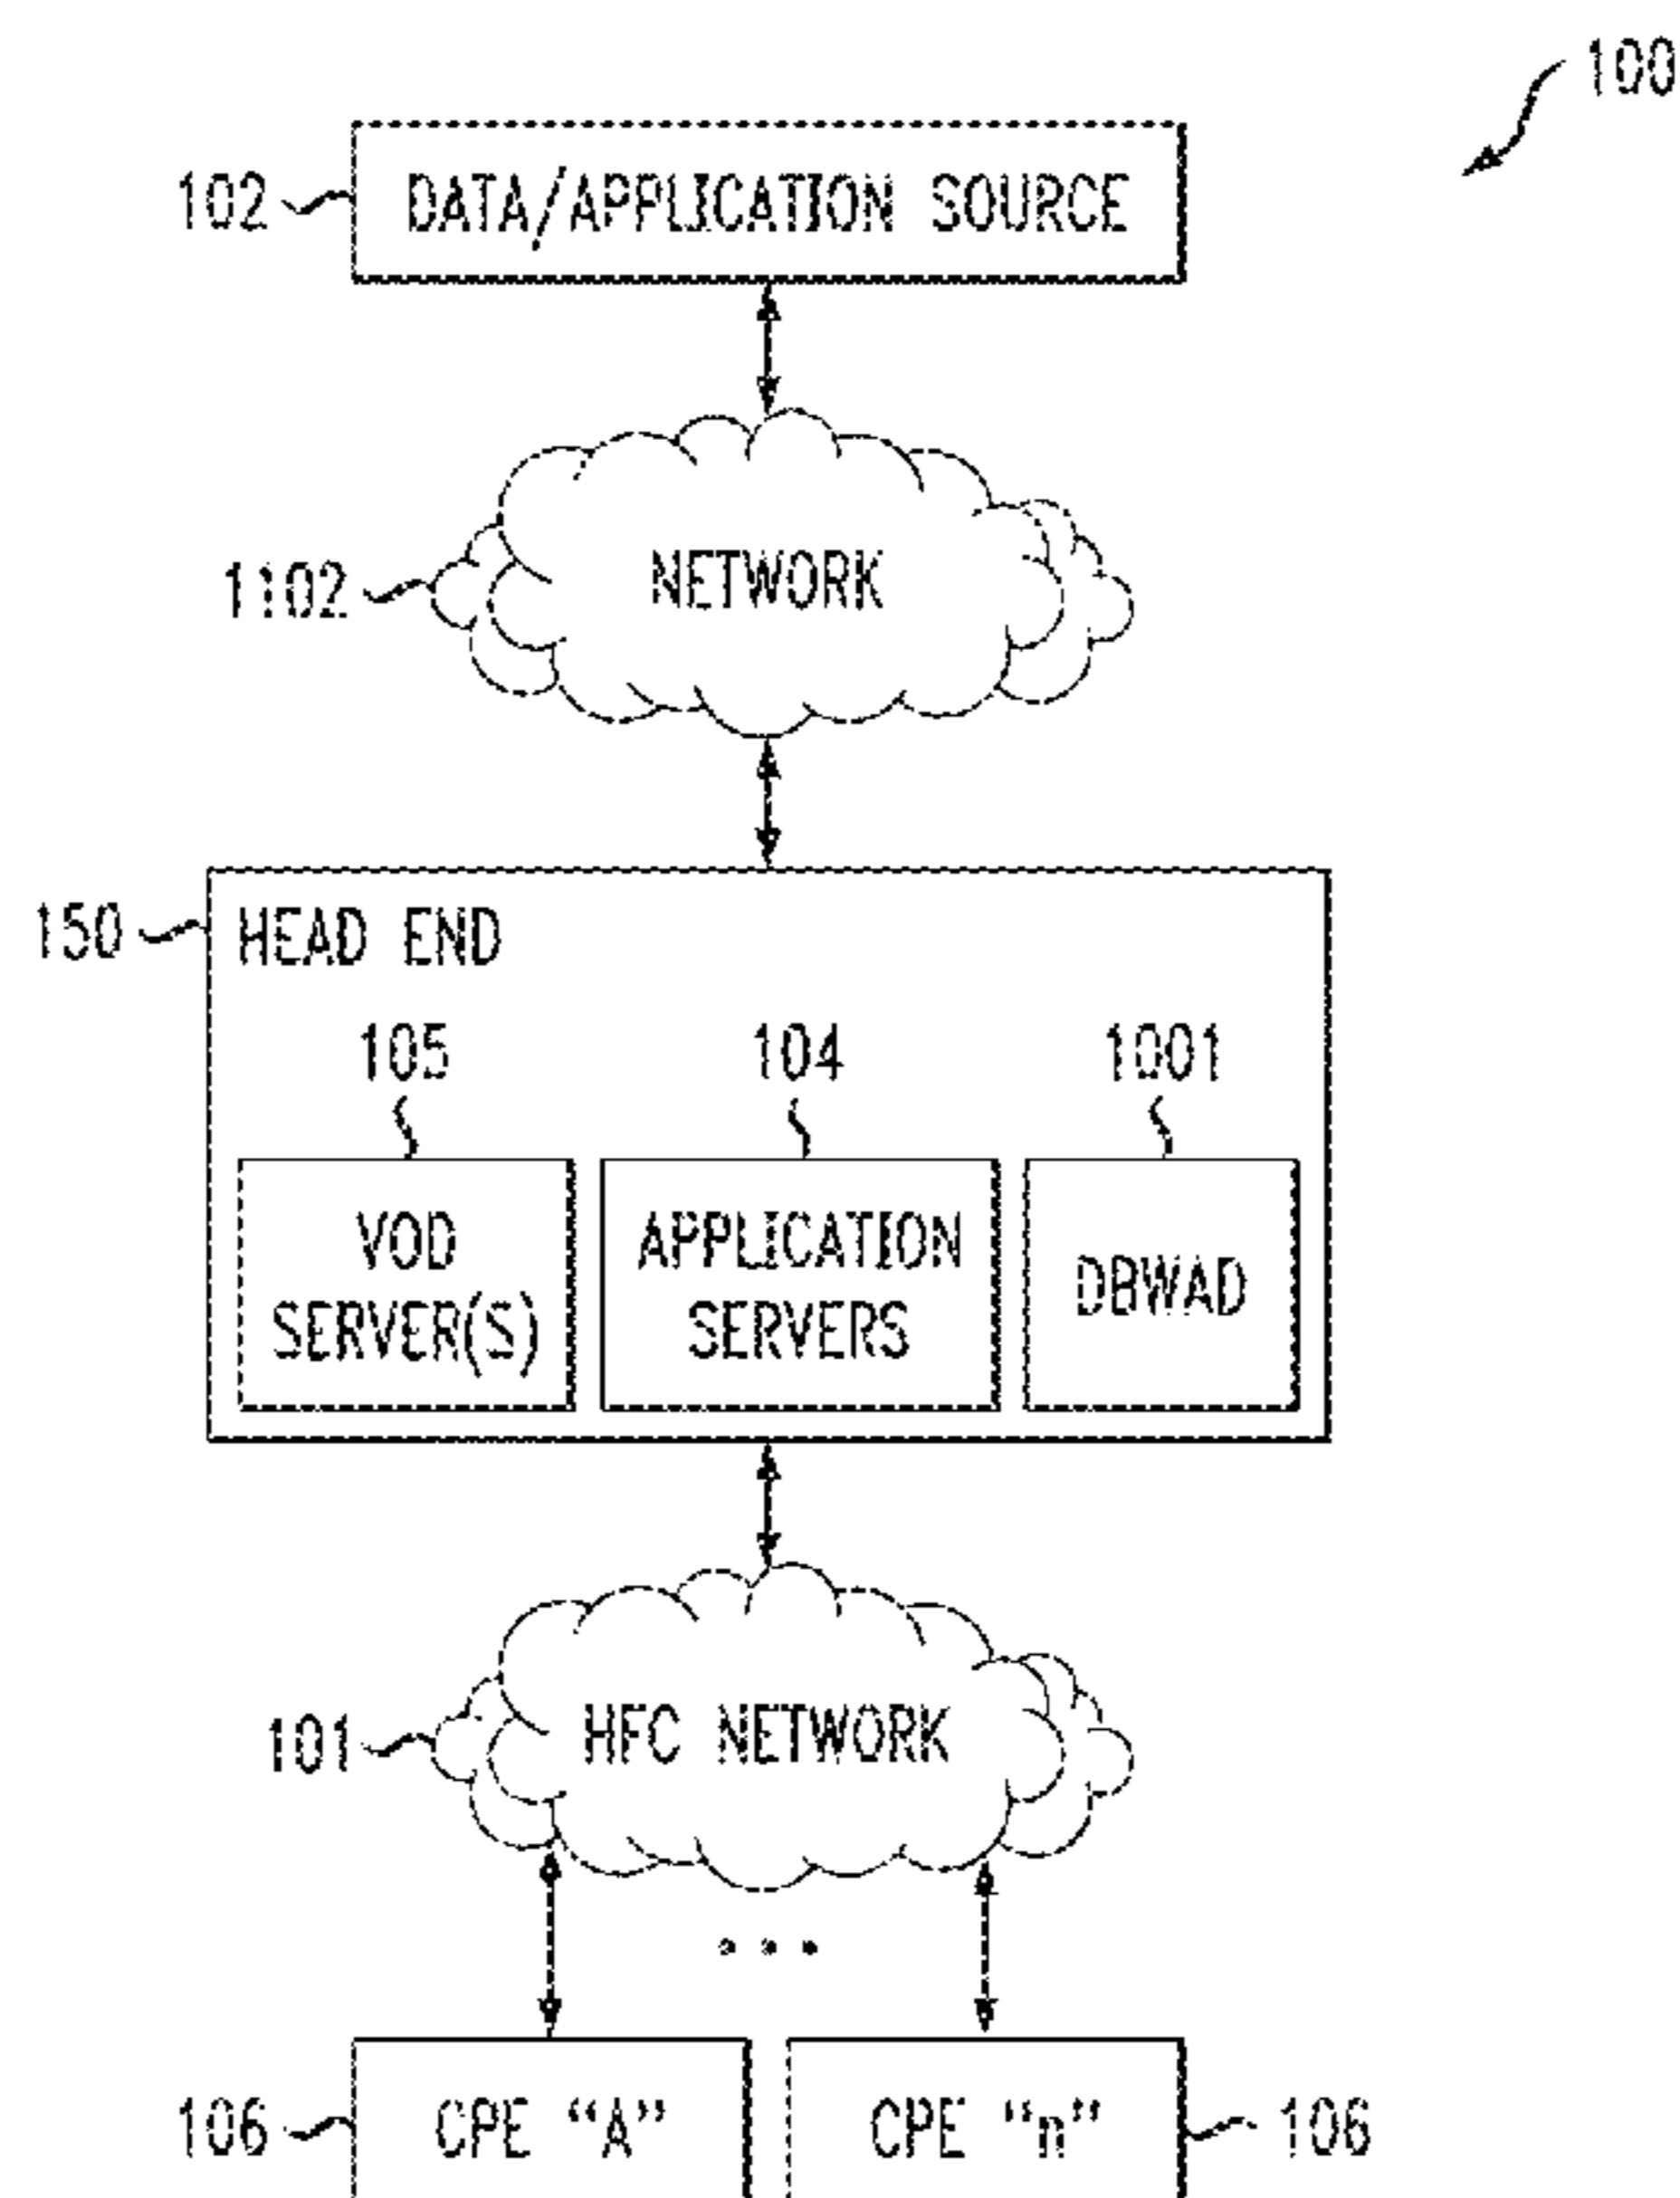 100
102 DATA/APPLICATION SOURCE
1102 NETWORK
150 HEAD END
105 104 1001
VOD SERVER(S)
APPLICATION SERVERS
DBWAD
101 HFC NETWORK
106 CPE "A"
CPE "n" 106